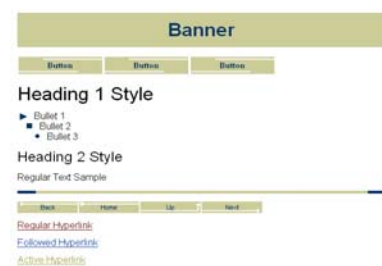 Banner
Button Button Button
Heading 1 Style
Bullet 1
Bullet 2
Bullet 3
Heading 2 Style
Regular Text Sample
Back Home Up Next
Regular Hyperlink
Followed Hyperlink
Active Hyperlink